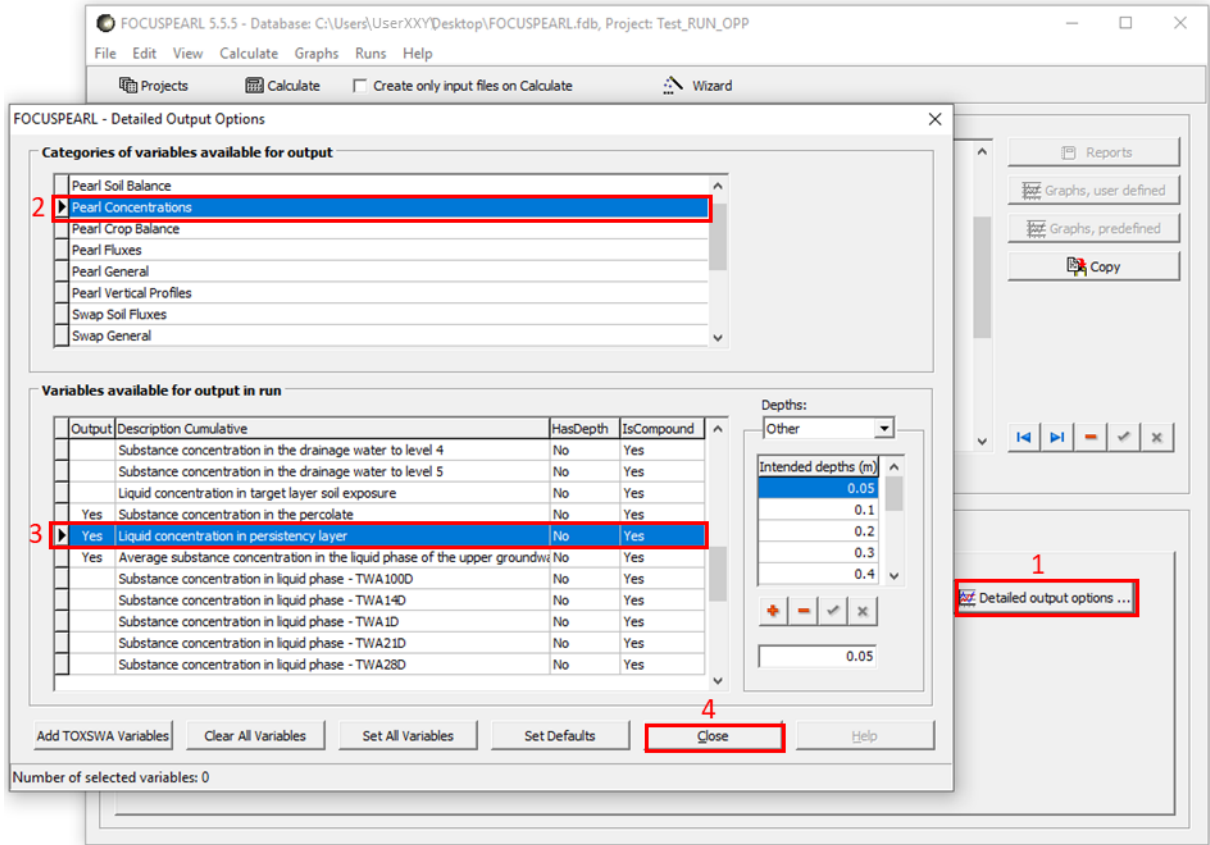 FOCUSPEARL 5.5.5 - Database: C:\Users\UserXXY\Desktop\FOCUSPEARL.fdb, Project: Test_RUN_OPP
File Edit View Calculate Graphs Runs Help
Projects Calculate Create only input files on Calculate Wizard
FOCUSPEARL - Detailed Output Options
Categories of variables available for output
Pearl Soil Balance
2 Pearl Concentrations
Pearl Crop Balance
Pearl Fluxes
Pearl General
Pearl Vertical Profiles
Swap Soil Fluxes
Swap General
Reports
Graphs, user defined
Graphs, predefined
Copy
Variables available for output in run
Output Description Cumulative HasDepth IsCompound
Substance concentration in the drainage water to level 4 No Yes
Substance concentration in the drainage water to level 5 No Yes
Liquid concentration in target layer soil exposure No Yes
Yes Substance concentration in the percolate No Yes
3 Yes Liquid concentration in persistency layer No Yes
Yes Average substance concentration in the liquid phase of the upper groundwa No Yes
Substance concentration in liquid phase - TWA100D No Yes
Substance concentration in liquid phase - TWA14D No Yes
Substance concentration in liquid phase - TWA1D No Yes
Substance concentration in liquid phase - TWA21D No Yes
Substance concentration in liquid phase - TWA28D No Yes
Depths:
Other
Intended depths (m)
0.05
0.1
0.2
0.3
0.4
0.05
1
Detailed output options ...
4
Add TOXSWA Variables Clear All Variables Set All Variables Set Defaults Close Help
Number of selected variables: 0